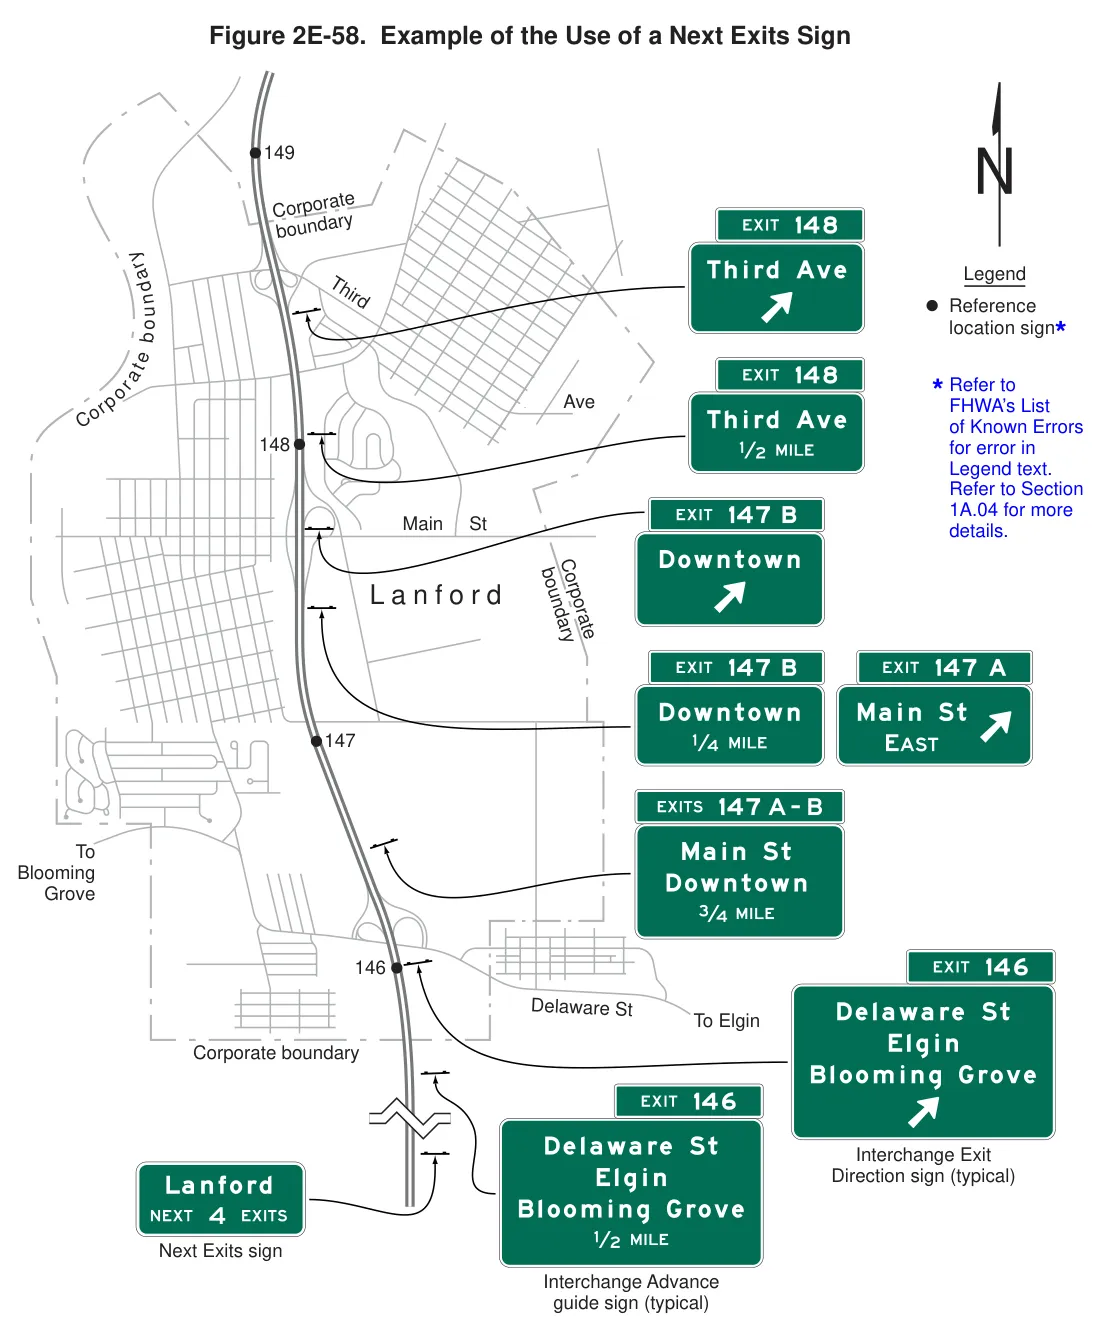 Figure 2E-58.  Example of the Use of a Next Exits Sign
149
Corporate
boundary
Corporate boundary
Third
Ave
148
Main St
Lanford
Corporate
boundary
147
To
Blooming
Grove
146
Delaware St
To Elgin
Corporate boundary
N
Legend
Reference
location sign*
* Refer to
FHWA's List
of Known Errors
for error in
Legend text.
Refer to Section
1A.04 for more
details.
EXIT 148
Third Ave
EXIT 148
Third Ave
1/2 MILE
EXIT 147 B
Downtown
EXIT 147 B
Downtown
1/4 MILE
EXIT 147 A
Main St
EAST
EXITS 147 A-B
Main St
Downtown
3/4 MILE
EXIT 146
Delaware St
Elgin
Blooming Grove
Interchange Exit
Direction sign (typical)
EXIT 146
Delaware St
Elgin
Blooming Grove
1/2 MILE
Interchange Advance
guide sign (typical)
Lanford
NEXT 4 EXITS
Next Exits sign